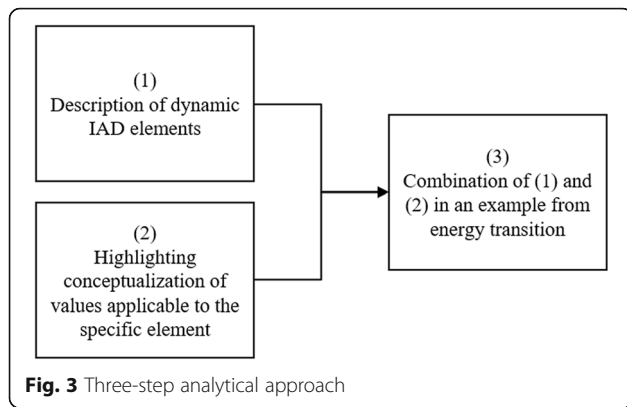 (1)
Description of dynamic
IAD elements
(2)
Highlighting
conceptualization of
values applicable to the
specific element
(3)
Combination of (1) and
(2) in an example from
energy transition
Fig. 3 Three-step analytical approach